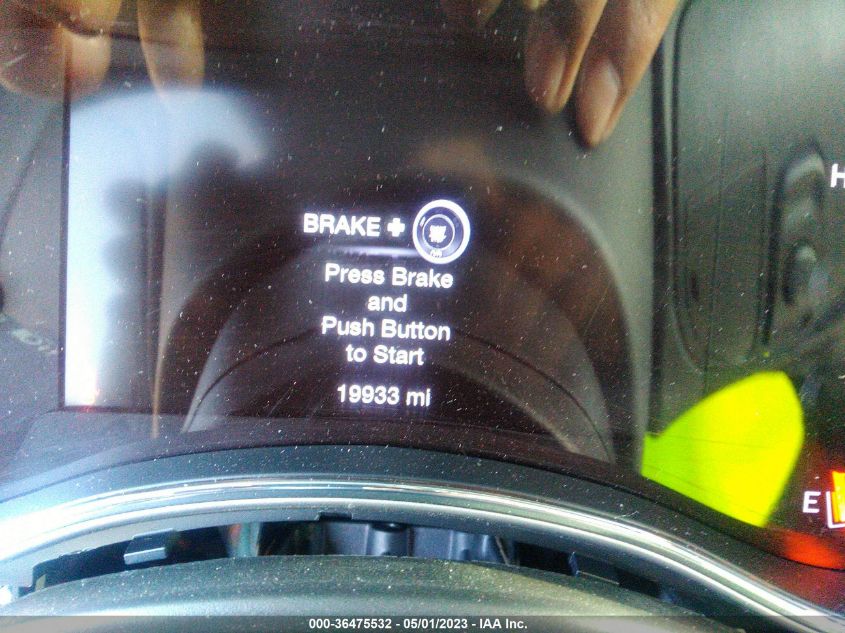 H
BRAKE +
Press Brake
and
Push Button
to Start
19933 mi
E
000-36475532 - 05/01/2023 - IAA Inc.